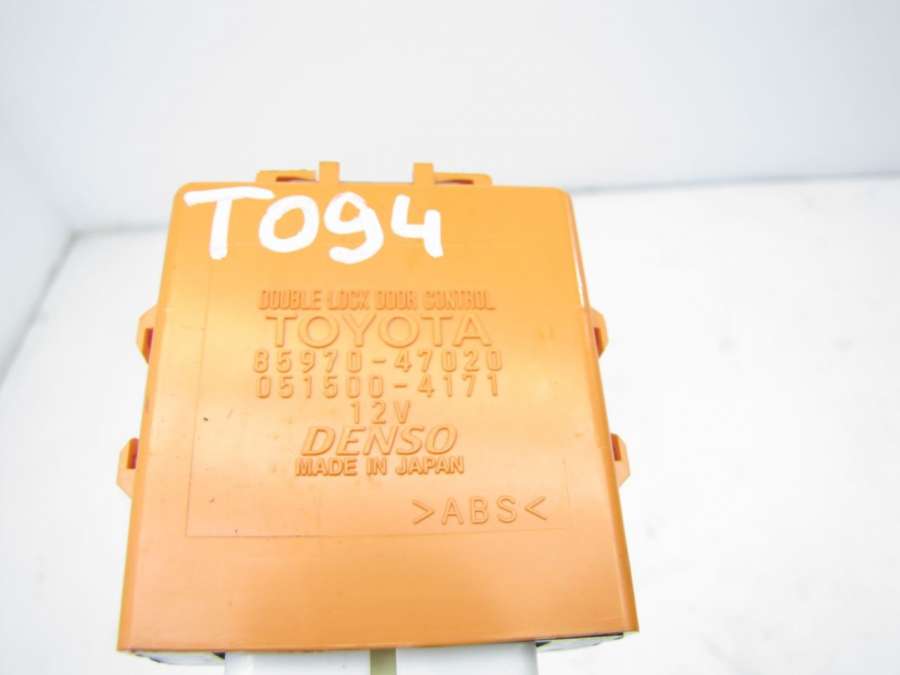 T094
DOUBLE LOCK DOOR CONTROL
TOYOTA
85970-47020
051500-4171
12V
DENSO
MADE IN JAPAN
>ABS<